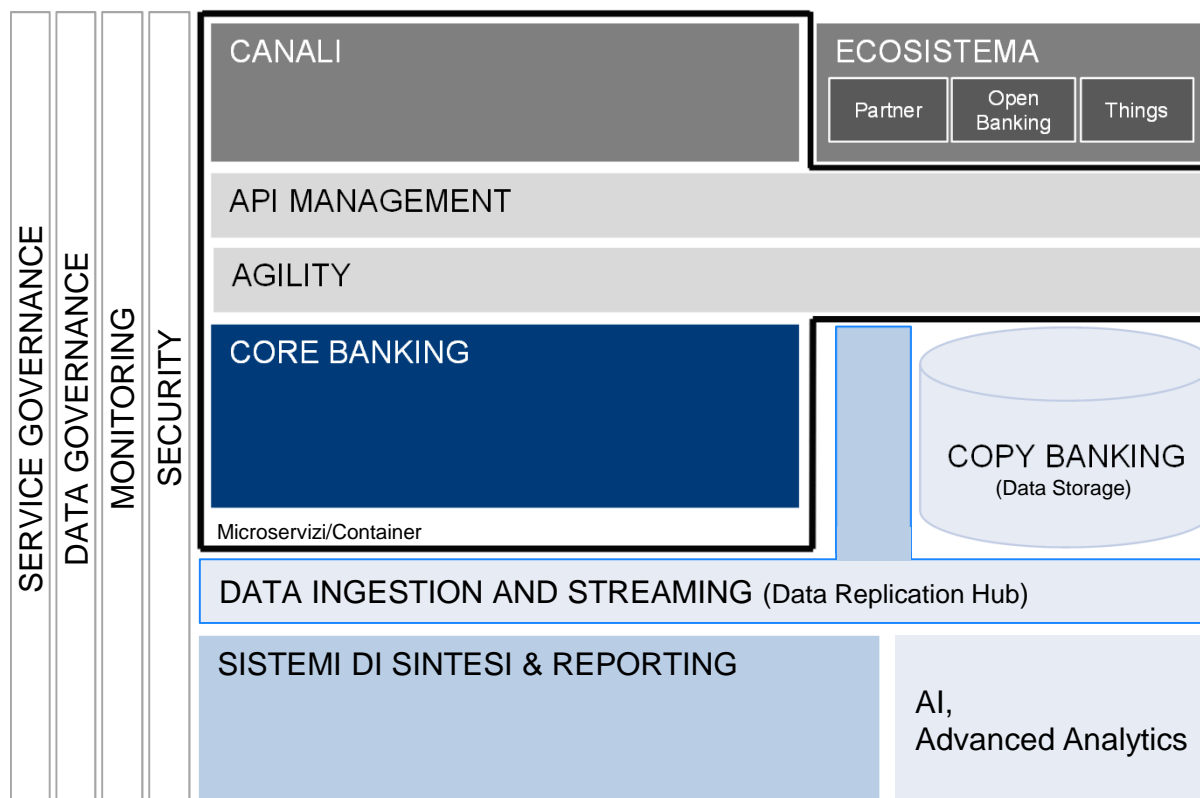 SERVICE GOVERNANCE
DATA GOVERNANCE
MONITORING
SECURITY
CANALI
ECOSISTEMA
Partner
Open
Banking
Things
API MANAGEMENT
AGILITY
CORE BANKING
COPY BANKING
(Data Storage)
Microservizi/Container
DATA INGESTION AND STREAMING (Data Replication Hub)
SISTEMI DI SINTESI & REPORTING
AI,
Advanced Analytics